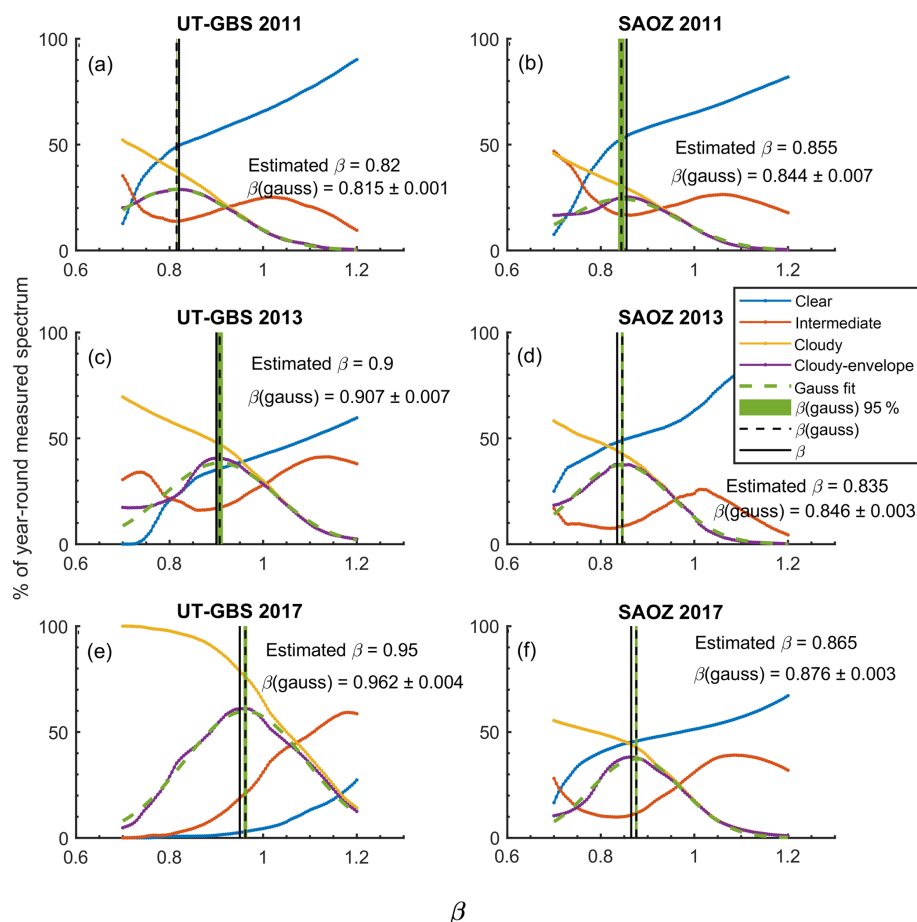 UT-GBS 2011
(a)
Estimated β = 0.82
β(gauss) = 0.815 ± 0.001
100
50
0
0.6
0.8
1
1.2
SAOZ 2011
(b)
Estimated β = 0.855
β(gauss) = 0.844 ± 0.007
100
50
0
0.6
0.8
1
1.2
UT-GBS 2013
(c)
Estimated β = 0.9
β(gauss) = 0.907 ± 0.007
100
50
0
0.6
0.8
1
1.2
SAOZ 2013
(d)
Estimated β = 0.835
β(gauss) = 0.846 ± 0.003
100
50
0
0.6
0.8
1
1.2
Clear
Intermediate
Cloudy
Cloudy-envelope
Gauss fit
β(gauss) 95 %
β(gauss)
β
UT-GBS 2017
(e)
Estimated β = 0.95
β(gauss) = 0.962 ± 0.004
100
50
0
0.6
0.8
1
1.2
SAOZ 2017
(f)
Estimated β = 0.865
β(gauss) = 0.876 ± 0.003
100
50
0
0.6
0.8
1
1.2
% of year-round measured spectrum
β